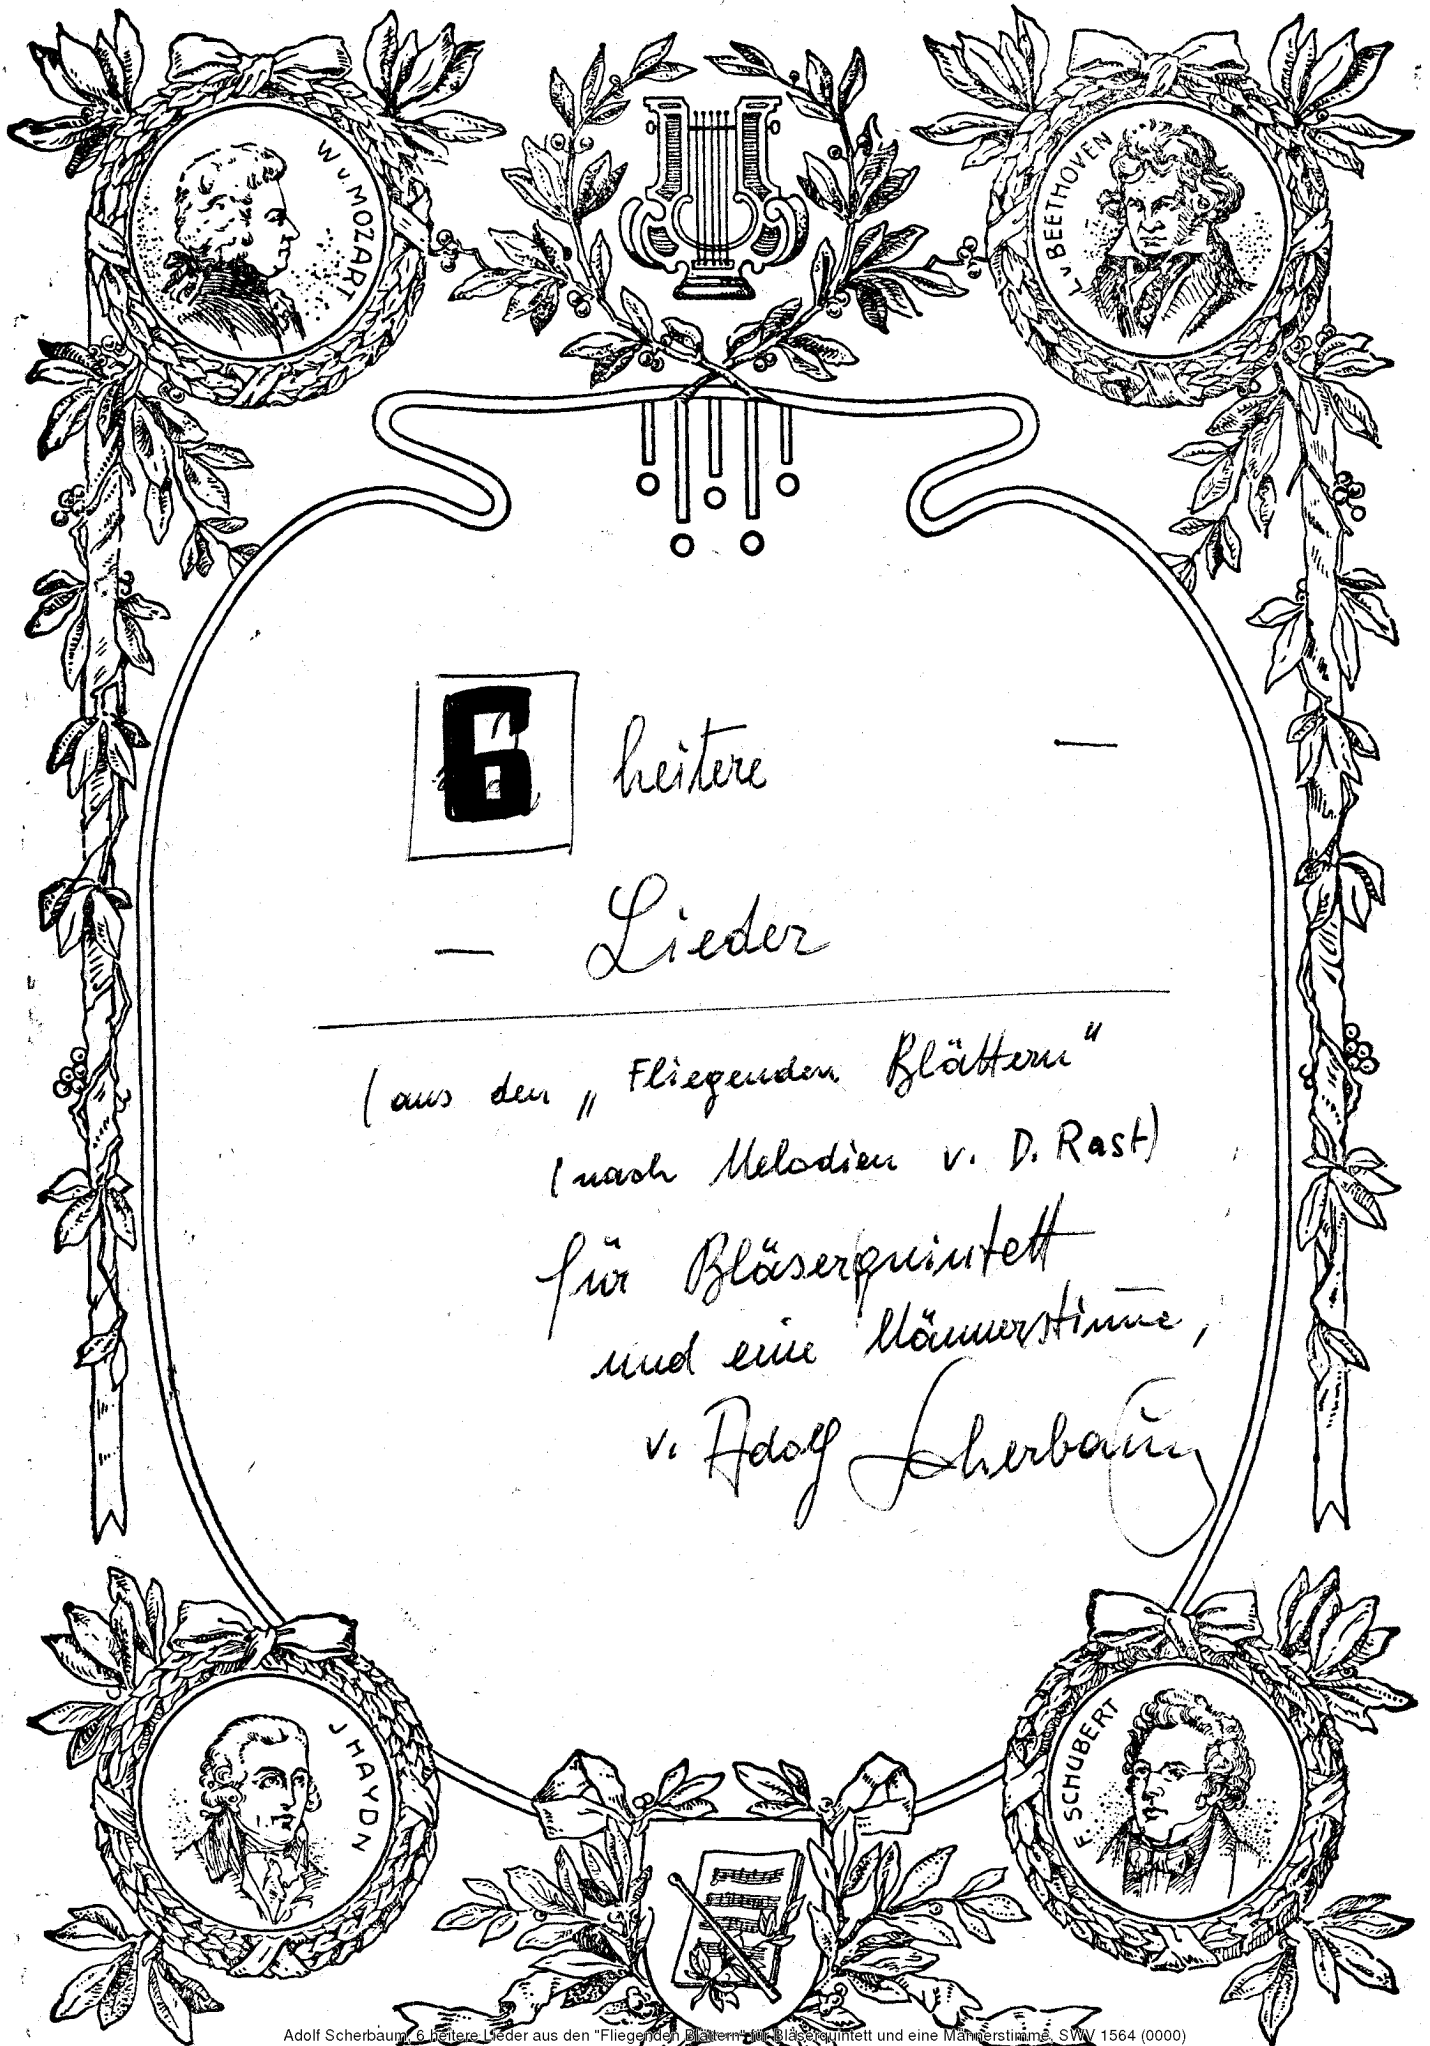 W v. MOZART
L. v BEETHOVEN
6 heitere —
— Lieder
(aus den „Fliegenden Blättern"
(nach Melodien v. D. Rast)
für Bläserquintett
und eine Männerstimme,
v. Adolf Scherbaum
J HAYDN
F. SCHUBERT
Adolf Scherbaum, 6 heitere Lieder aus den "Fliegenden Blättern" für Bläserquintett und eine Männerstimme, SWV 1564 (0000)